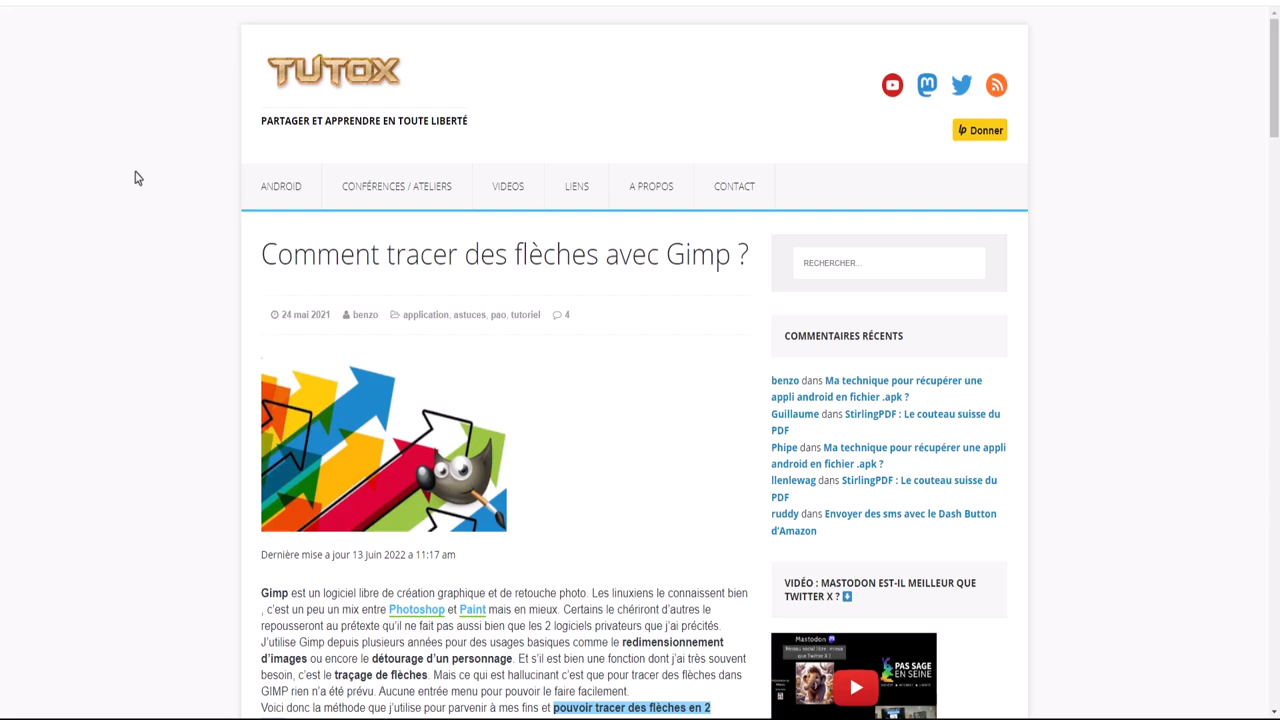 TUTOX
PARTAGER ET APPRENDRE EN TOUTE LIBERTÉ
Donner
ANDROID
CONFÉRENCES / ATELIERS
VIDEOS
LIENS
A PROPOS
CONTACT
Comment tracer des flèches avec Gimp ?
24 mai 2021 benzo application, astuces, pao, tutoriel 4
Dernière mise a jour 13 Juin 2022 a 11:17 am
Gimp est un logiciel libre de création graphique et de retouche photo. Les linuxiens le connaissent bien
, c'est un peu un mix entre Photoshop et Paint mais en mieux. Certains le chériront d'autres le
repousseront au prétexte qu'il ne fait pas aussi bien que les 2 logiciels privateurs que j'ai précités.
J'utilise Gimp depuis plusieurs années pour des usages basiques comme le redimensionnement
d'images ou encore le détourage d'un personnage. Et s'il est bien une fonction dont j'ai très souvent
besoin, c'est le traçage de flèches. Mais ce qui est hallucinant c'est que pour tracer des flèches dans
GIMP rien n'a été prévu. Aucune entrée menu pour pouvoir le faire facilement.
Voici donc la méthode que j'utilise pour parvenir à mes fins et pouvoir tracer des flèches en 2
RECHERCHER...
COMMENTAIRES RÉCENTS
benzo dans Ma technique pour récupérer une
appli android en fichier .apk ?
Guillaume dans StirlingPDF : Le couteau suisse du
PDF
Phipe dans Ma technique pour récupérer une appli
android en fichier .apk ?
llenlewag dans StirlingPDF : Le couteau suisse du
PDF
ruddy dans Envoyer des sms avec le Dash Button
d'Amazon
VIDÉO : MASTODON EST-IL MEILLEUR QUE
TWITTER X ?
Mastodon
Réseau social libre : mieux
que Twitter X ?
PAS SAGE
EN SEINE